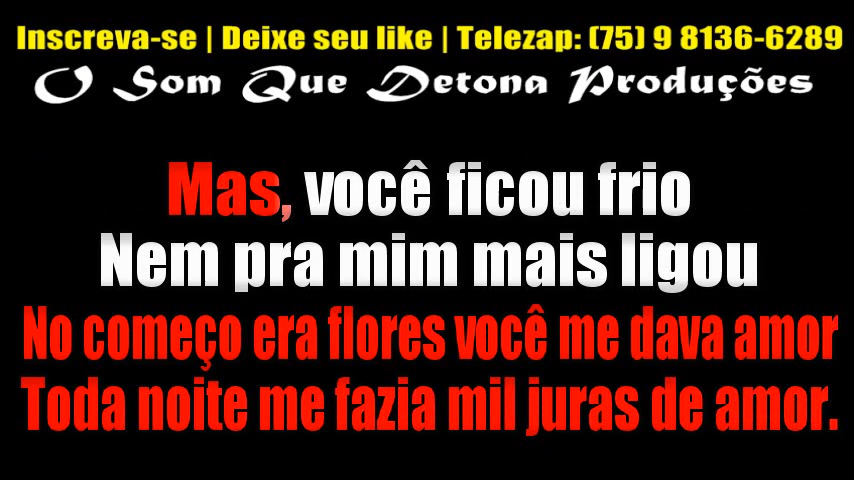 Inscreva-se | Deixe seu like | Telezap: (75) 9 8136-6289
O Som Que Detona Produções
Mas, você ficou frio
Nem pra mim mais ligou
No começo era flores você me dava amor
Toda noite me fazia mil juras de amor.